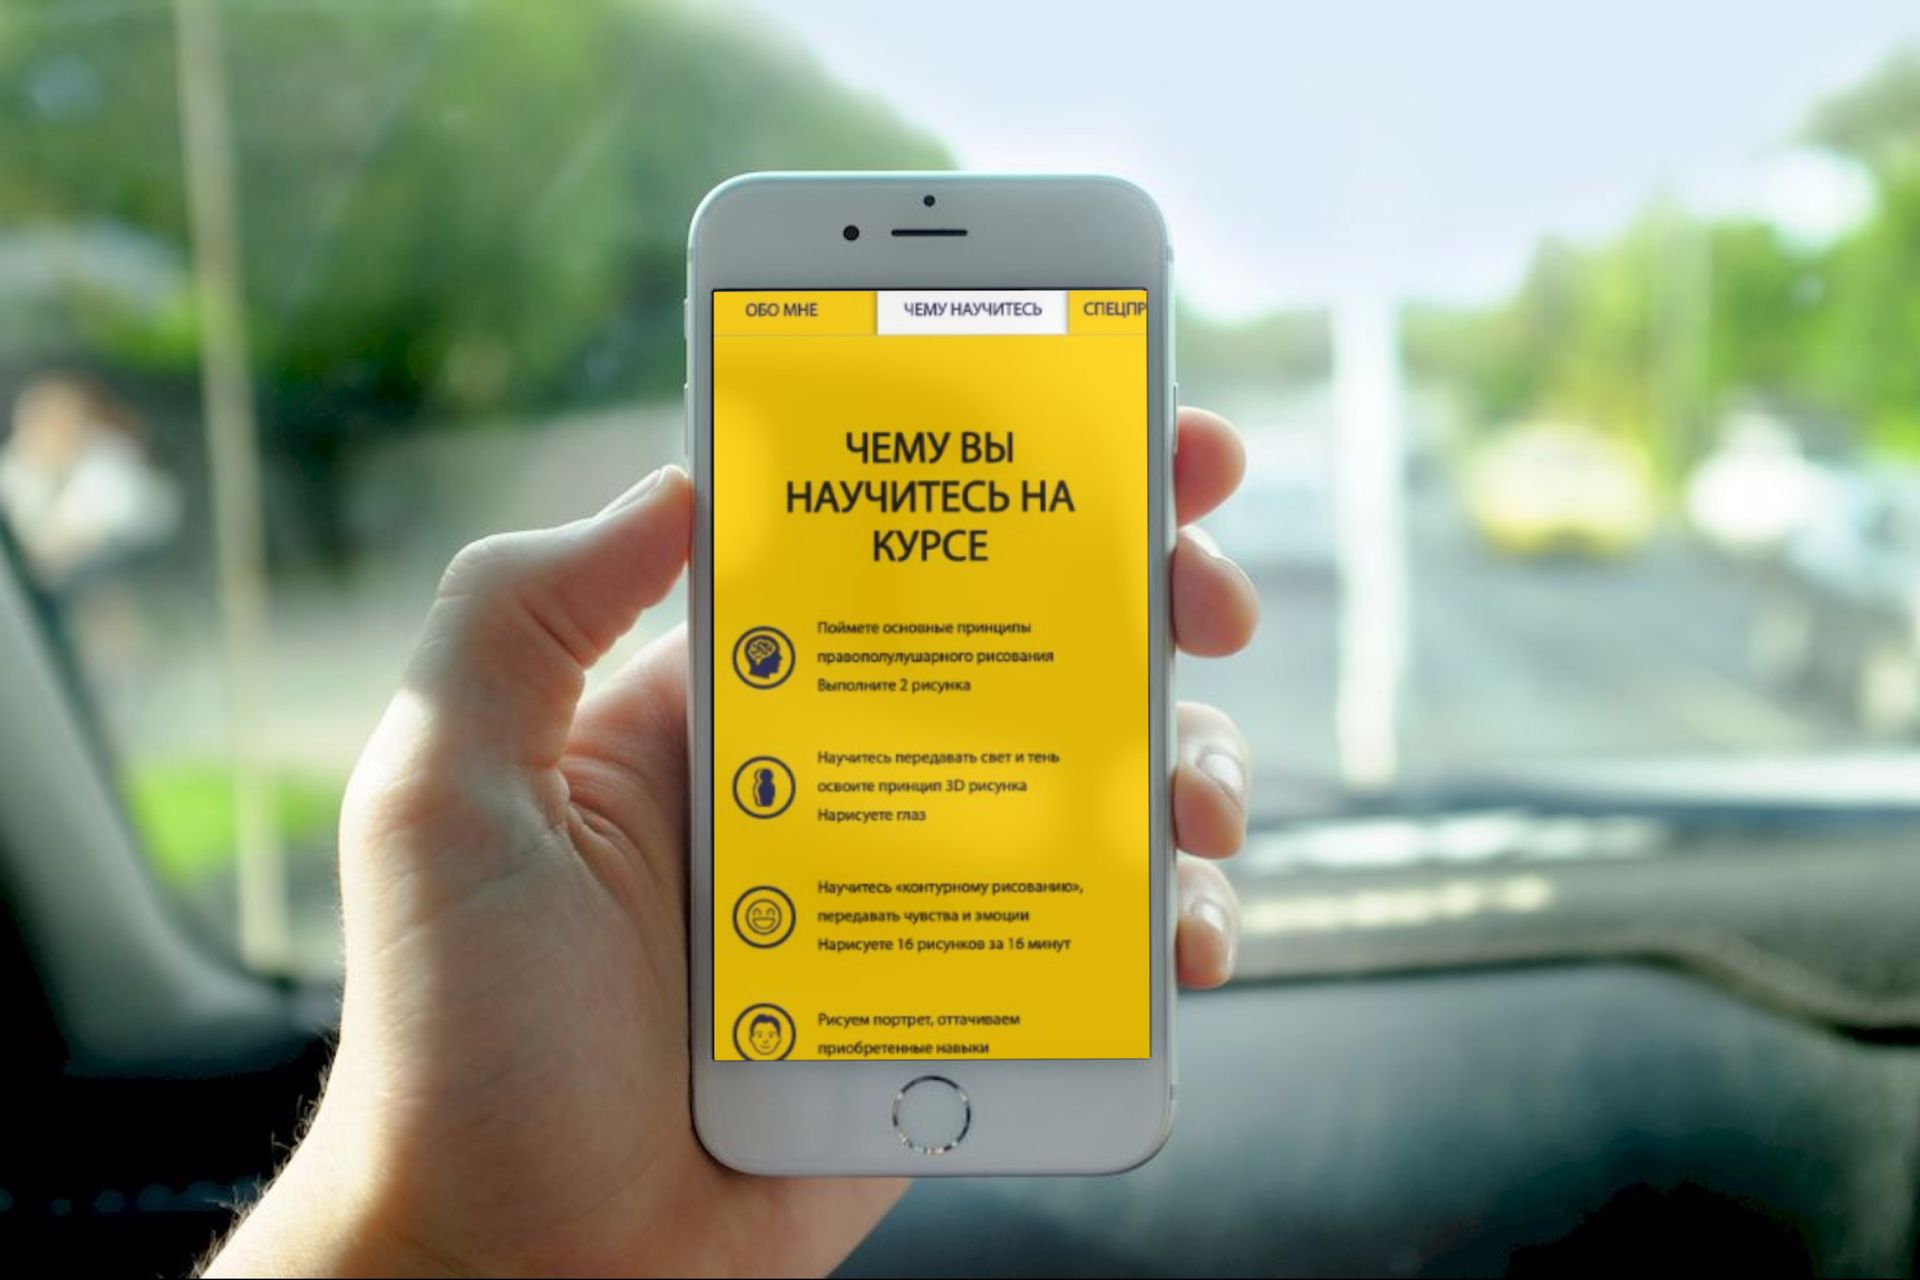 ОБО МНЕ ЧЕМУ НАУЧИТЕСЬ СПЕЦПР
ЧЕМУ ВЫ
НАУЧИТЕСЬ НА
КУРСЕ
Поймете основные принципы
правополулушарного рисования
Выполните 2 рисунка
Научитесь передавать свет и тень
освоите принцип 3D рисунка
Нарисуете глаз
Научитесь «контурному рисованию»,
передавать чувства и эмоции
Нарисуете 16 рисунков за 16 минут
Рисуем портрет, оттачиваем
приобретенные навыки